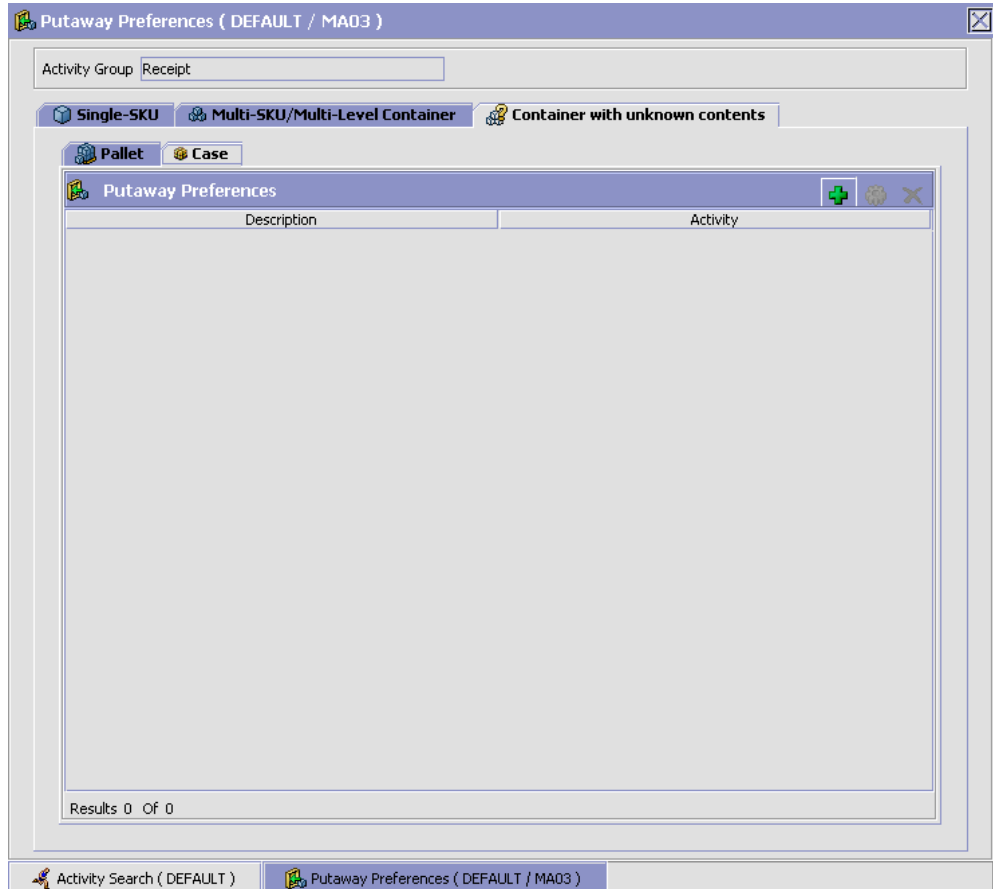 Putaway Preferences ( DEFAULT / MA03 )
Activity Group Receipt
Single-SKU Multi-SKU/Multi-Level Container Container with unknown contents
Pallet Case
Putaway Preferences
Description Activity
Results 0 Of 0
Activity Search ( DEFAULT ) Putaway Preferences ( DEFAULT / MA03 )